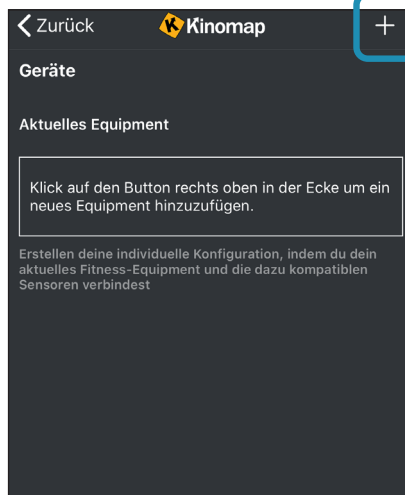 Zurück Kinomap +
Geräte
Aktuelles Equipment
Klick auf den Button rechts oben in der Ecke um ein
neues Equipment hinzuzufügen.
Erstellen deine individuelle Konfiguration, indem du dein
aktuelles Fitness-Equipment und die dazu kompatiblen
Sensoren verbindest